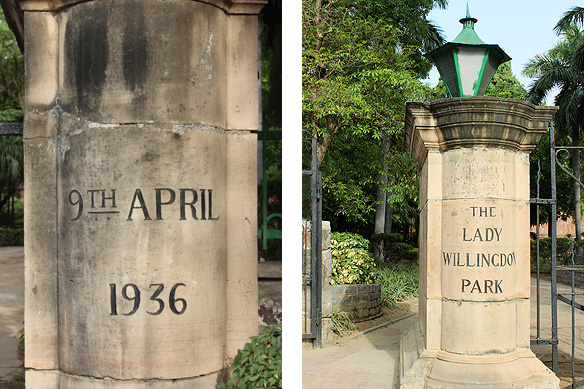 9TH APRIL
1936
THE
LADY
WILLINGDON
PARK